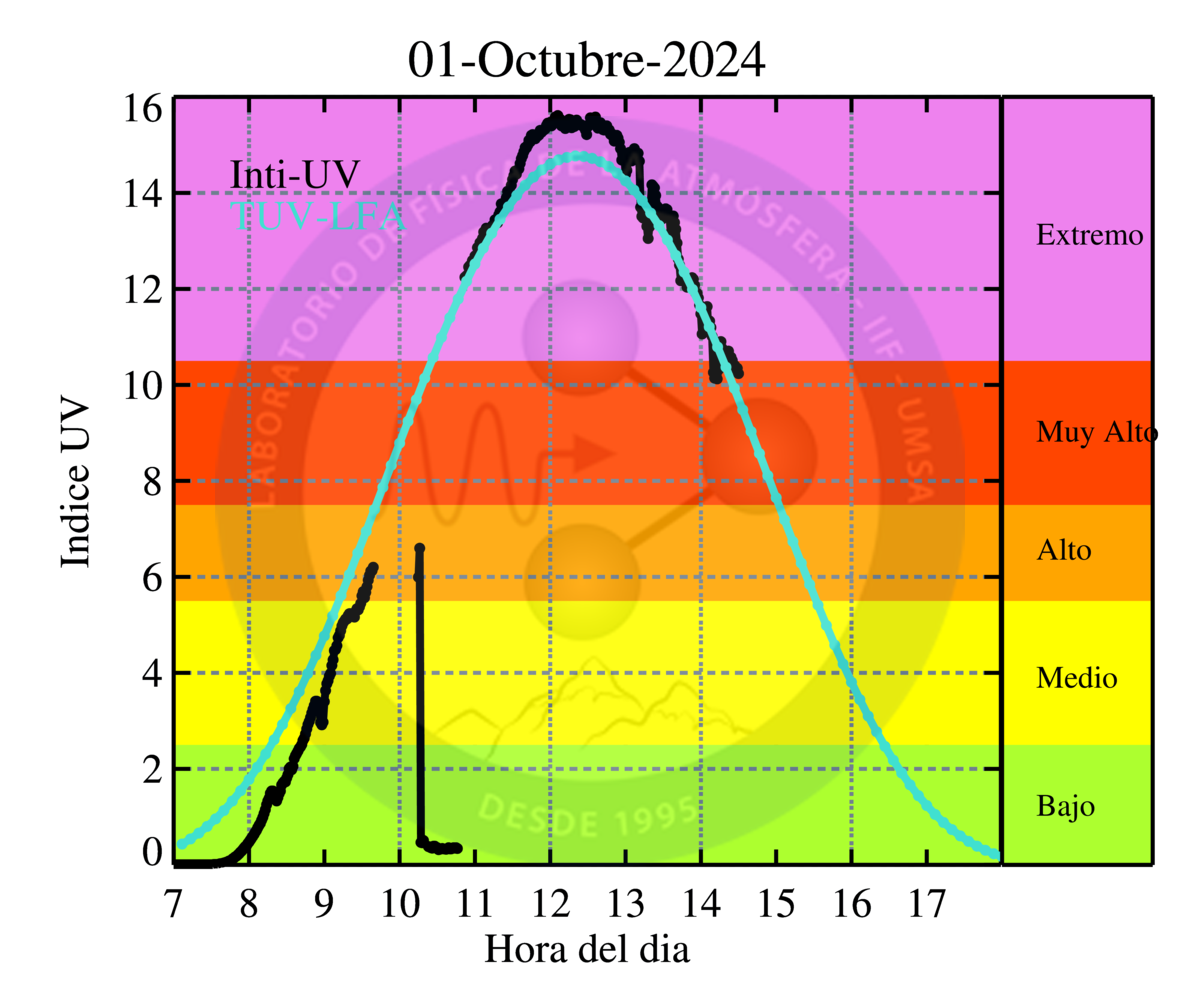 01-Octubre-2024
16
14
12
10
8
6
4
2
0
Indice UV
Inti-UV
TUV-LFA
LABORATORIO DE FÍSICA DE LA ATMÓSFERA - IIF - UMSA
DESDE 1995
Extremo
Muy Alto
Alto
Medio
Bajo
7 8 9 10 11 12 13 14 15 16 17
Hora del dia